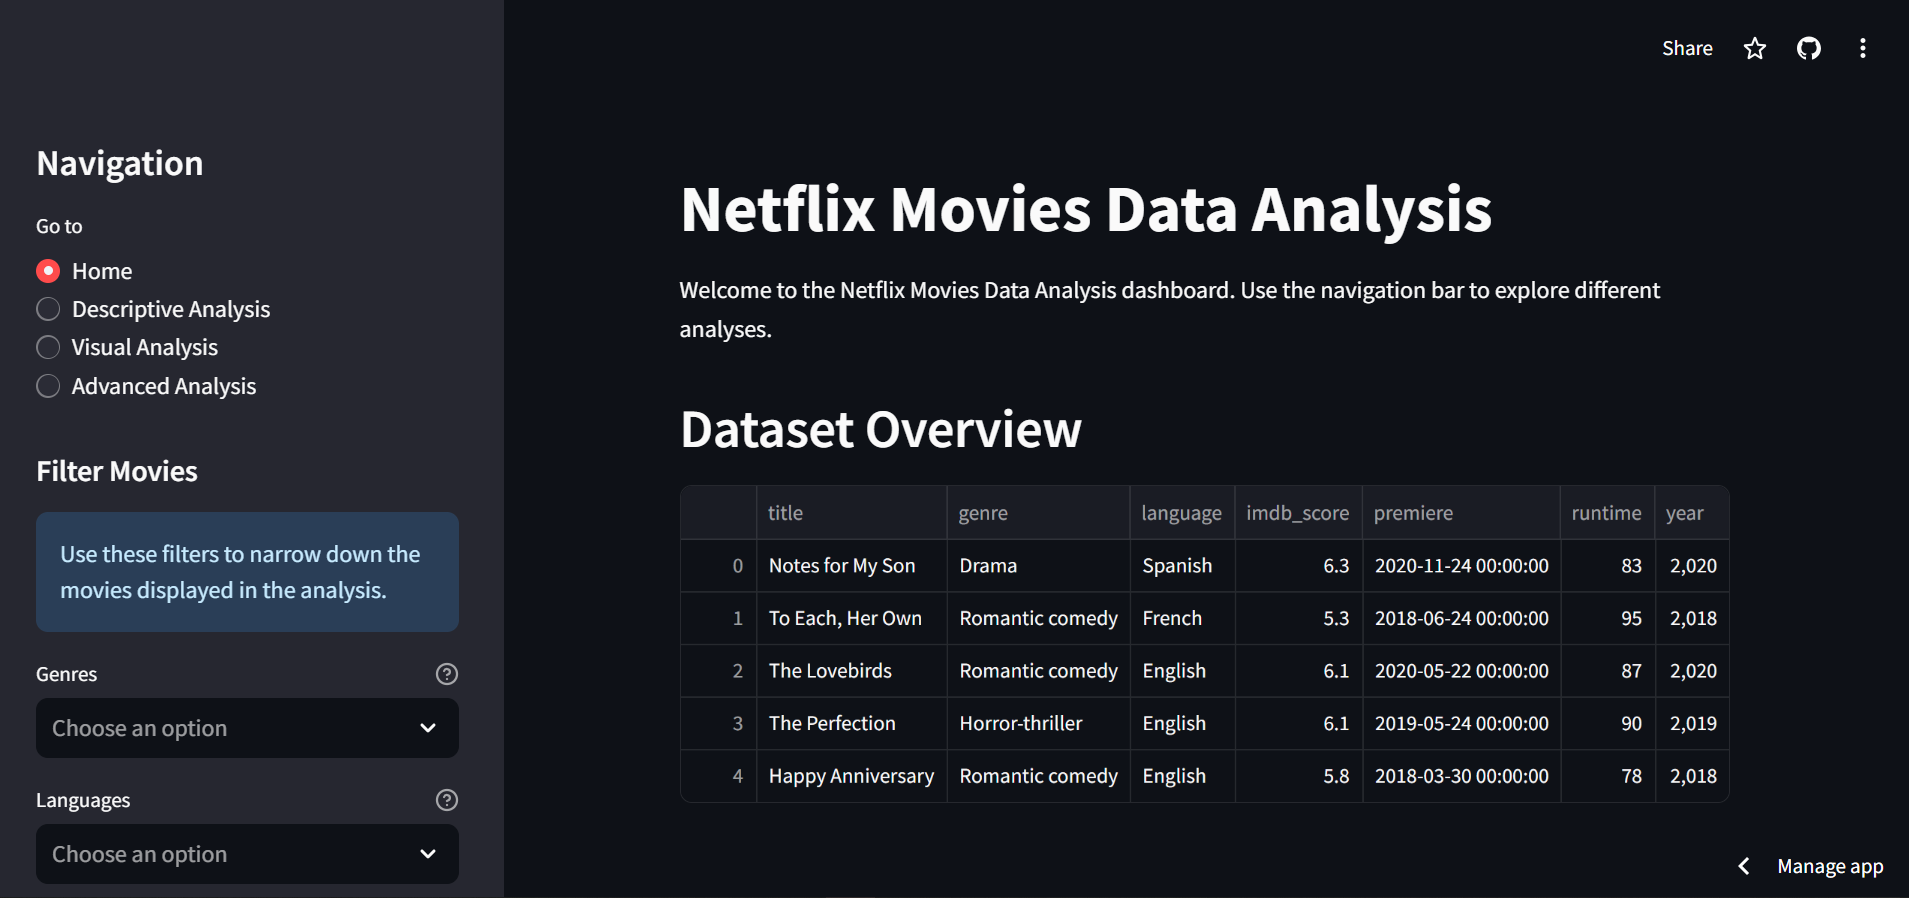 Share
Navigation
Go to
Home
Descriptive Analysis
Visual Analysis
Advanced Analysis
Filter Movies
Use these filters to narrow down the
movies displayed in the analysis.
Genres
Choose an option
Languages
Choose an option
Netflix Movies Data Analysis
Welcome to the Netflix Movies Data Analysis dashboard. Use the navigation bar to explore different
analyses.
Dataset Overview
title genre language imdb_score premiere runtime year
0 Notes for My Son Drama Spanish 6.3 2020-11-24 00:00:00 83 2,020
1 To Each, Her Own Romantic comedy French 5.3 2018-06-24 00:00:00 95 2,018
2 The Lovebirds Romantic comedy English 6.1 2020-05-22 00:00:00 87 2,020
3 The Perfection Horror-thriller English 6.1 2019-05-24 00:00:00 90 2,019
4 Happy Anniversary Romantic comedy English 5.8 2018-03-30 00:00:00 78 2,018
Manage app